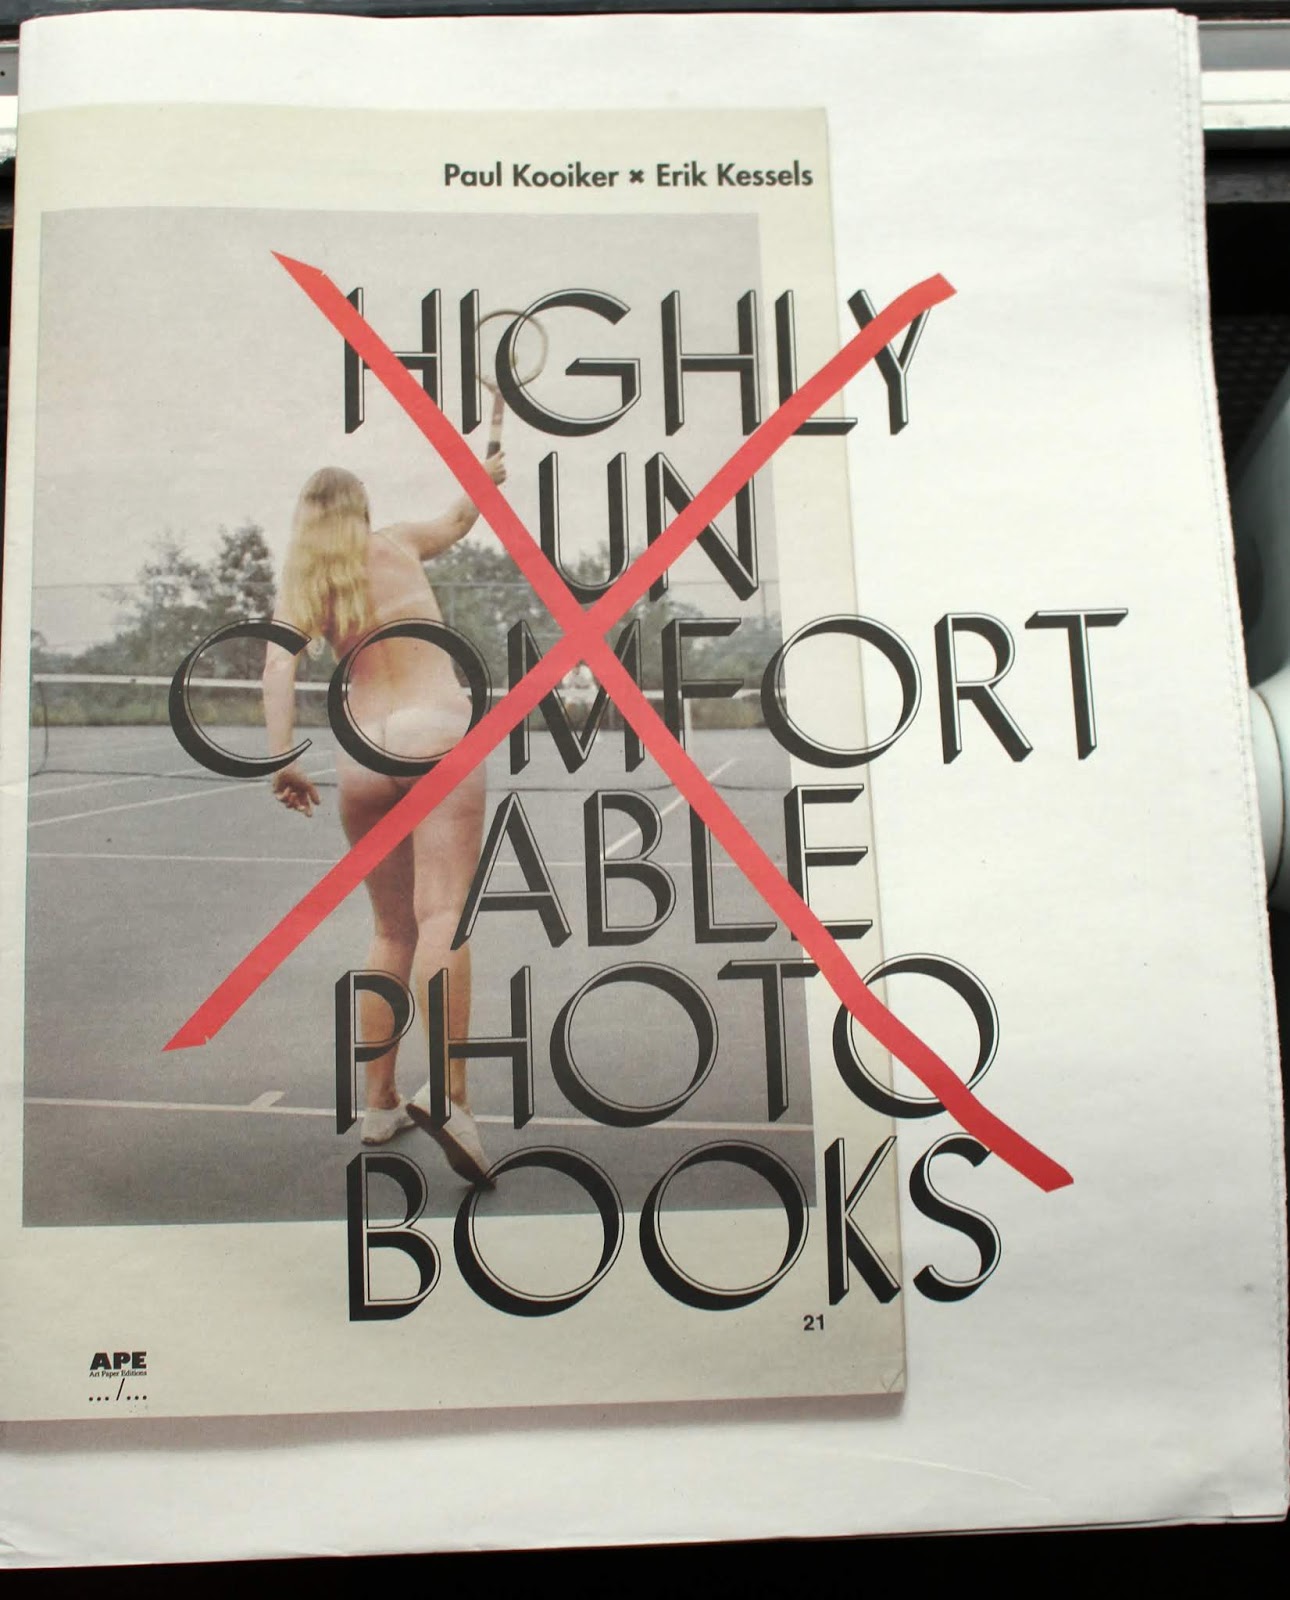 Paul Kooiker × Erik Kessels
HIGHLY
UN
COMFORT
ABLE
PHOTO
BOOKS
21
APE
Art Paper Editions
... /...